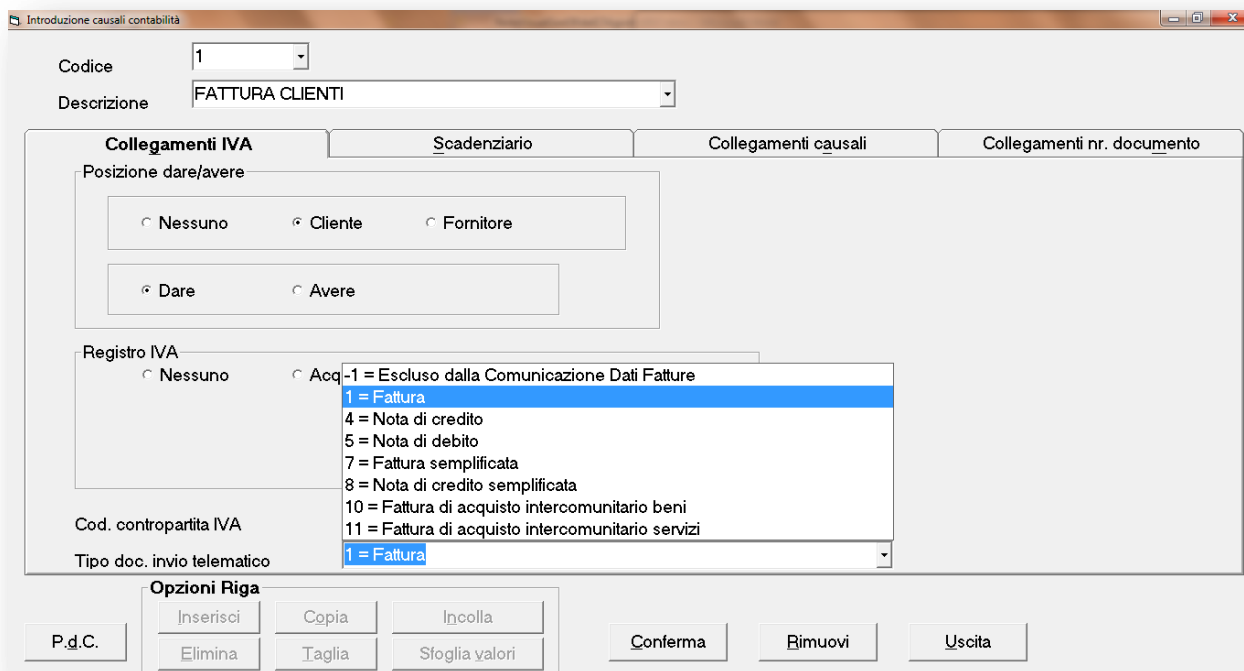 Introduzione causali contabilità
Codice
1
Descrizione
FATTURA CLIENTI
Collegamenti IVA
Scadenziario
Collegamenti causali
Collegamenti nr. documento
Posizione dare/avere
Nessuno
Cliente
Fornitore
Dare
Avere
Registro IVA
Nessuno
Acq
-1 = Escluso dalla Comunicazione Dati Fatture
1 = Fattura
4 = Nota di credito
5 = Nota di debito
7 = Fattura semplificata
8 = Nota di credito semplificata
10 = Fattura di acquisto intercomunitario beni
11 = Fattura di acquisto intercomunitario servizi
Cod. contropartita IVA
Tipo doc. invio telematico
1 = Fattura
Opzioni Riga
Inserisci
Copia
Incolla
Elimina
Taglia
Sfoglia valori
P.d.C.
Conferma
Rimuovi
Uscita